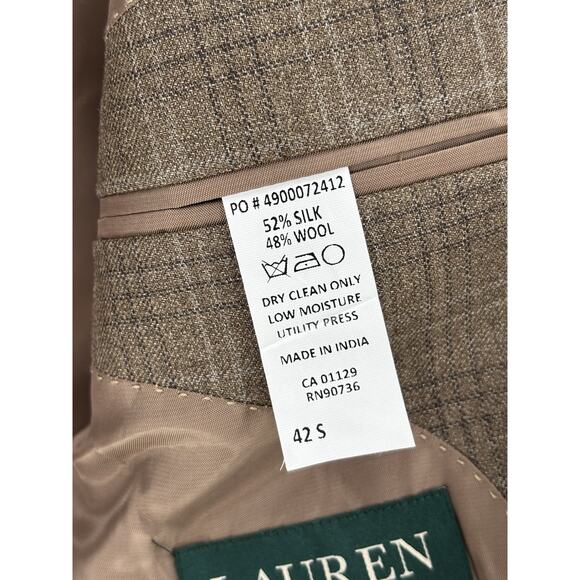 PO # 4900072412
52% SILK
48% WOOL
DRY CLEAN ONLY
LOW MOISTURE
UTILITY PRESS
MADE IN INDIA
CA 01129
RN90736
42 S
LAUREN